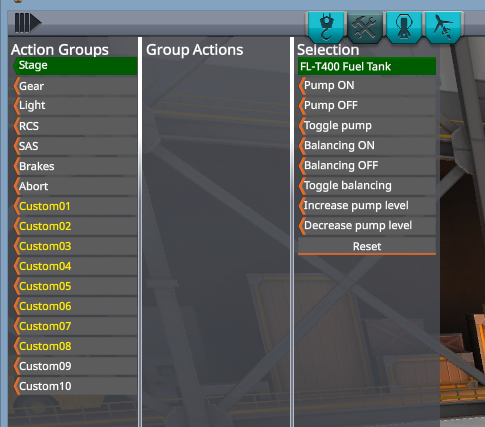 Action Groups
Stage
Gear
Light
RCS
SAS
Brakes
Abort
Custom01
Custom02
Custom03
Custom04
Custom05
Custom06
Custom07
Custom08
Custom09
Custom10
Group Actions
Selection
FL-T400 Fuel Tank
Pump ON
Pump OFF
Toggle pump
Balancing ON
Balancing OFF
Toggle balancing
Increase pump level
Decrease pump level
Reset